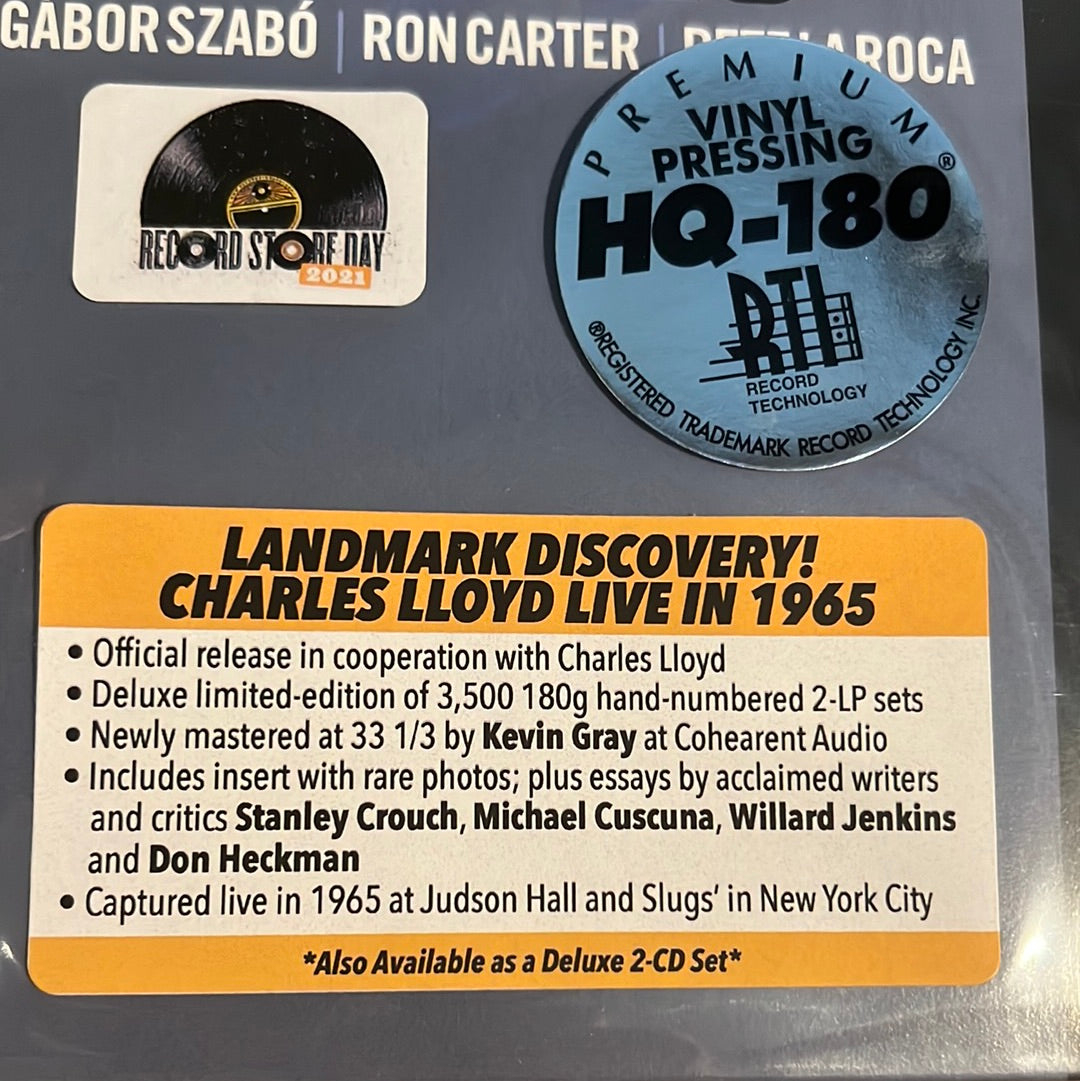 GÁBOR SZABÓ | RON CARTER | LAROCA
RECORD STORE DAY
2021
PREMIUM
VINYL
PRESSING
HQ-180®
RTI
RECORD
TECHNOLOGY
®REGISTERED TRADEMARK RECORD TECHNOLOGY INC.
LANDMARK DISCOVERY!
CHARLES LLOYD LIVE IN 1965
• Official release in cooperation with Charles Lloyd
• Deluxe limited-edition of 3,500 180g hand-numbered 2-LP sets
• Newly mastered at 33 1/3 by Kevin Gray at Cohearent Audio
• Includes insert with rare photos; plus essays by acclaimed writers
and critics Stanley Crouch, Michael Cuscuna, Willard Jenkins
and Don Heckman
• Captured live in 1965 at Judson Hall and Slugs' in New York City
*Also Available as a Deluxe 2-CD Set*